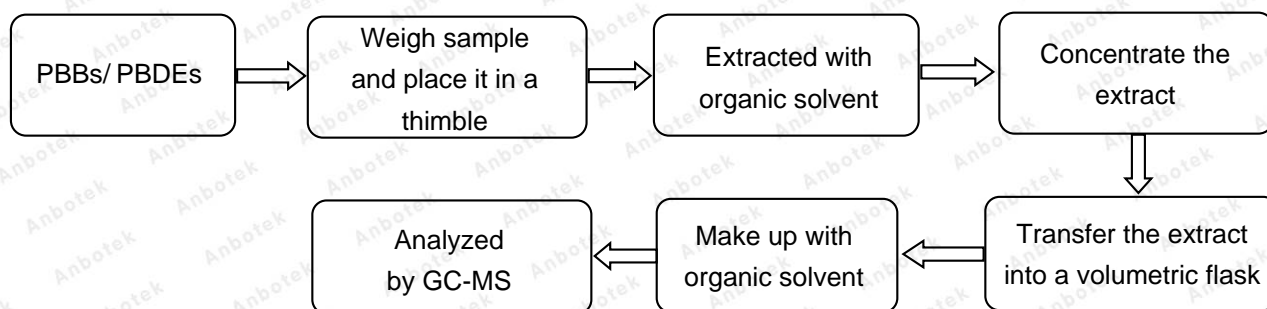 PBBs/ PBDEs
Weigh sample
and place it in a
thimble
Extracted with
organic solvent
Concentrate the
extract
Transfer the extract
into a volumetric flask
Make up with
organic solvent
Analyzed
by GC-MS
Anbotek